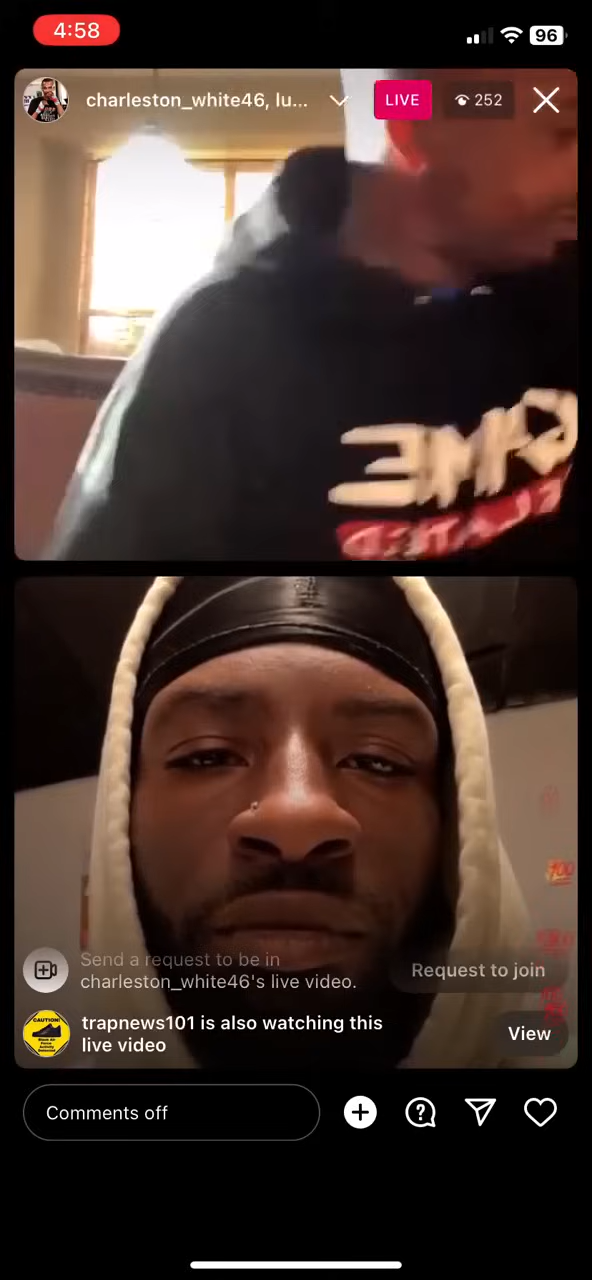 4:58
96
charleston_white46, lu...
LIVE
252
Send a request to be in
charleston_white46's live video.
Request to join
CAUTION!
trapnews101 is also watching this
live video
View
Comments off